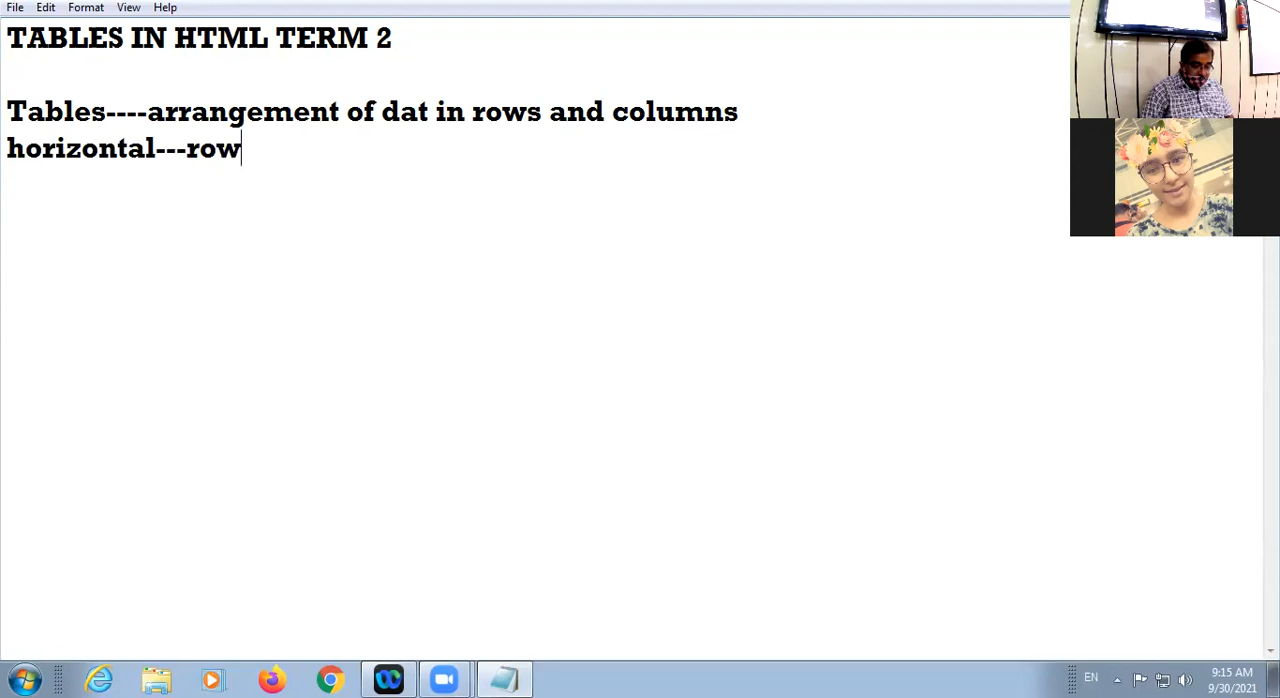 File Edit Format View Help
TABLES IN HTML TERM 2
Tables----arrangement of dat in rows and columns
horizontal---row
EN
9:15 AM
9/30/2021